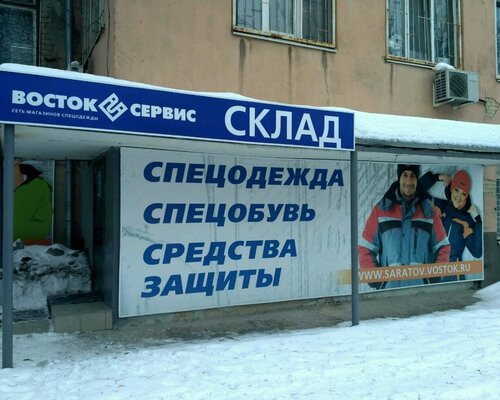 ВОСТОК СЕРВИС
СЕТЬ МАГАЗИНОВ СПЕЦОДЕЖДЫ
СКЛАД
СПЕЦОДЕЖДА
СПЕЦОБУВЬ
СРЕДСТВА
ЗАЩИТЫ
WWW.SARATOV.VOSTOK.RU